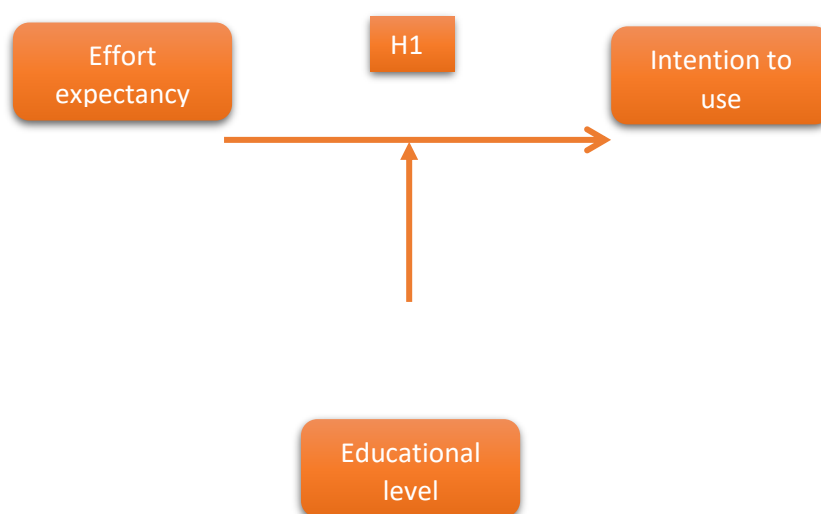 Effort
expectancy
H1
Intention to
use
Educational
level